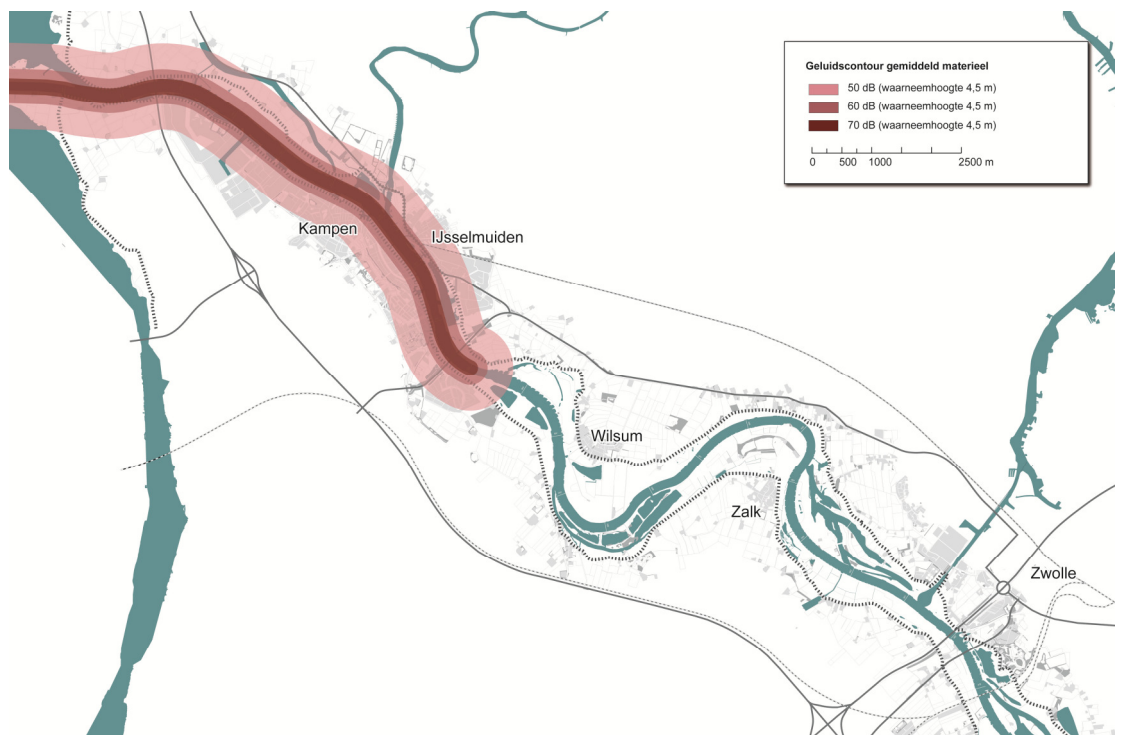 Geluidscontour gemiddeld materieel
50 dB (waarneemhoogte 4,5 m)
60 dB (waarneemhoogte 4,5 m)
70 dB (waarneemhoogte 4,5 m)
0 500 1000 2500 m
Kampen
IJsselmuiden
Wilsum
Zalk
Zwolle